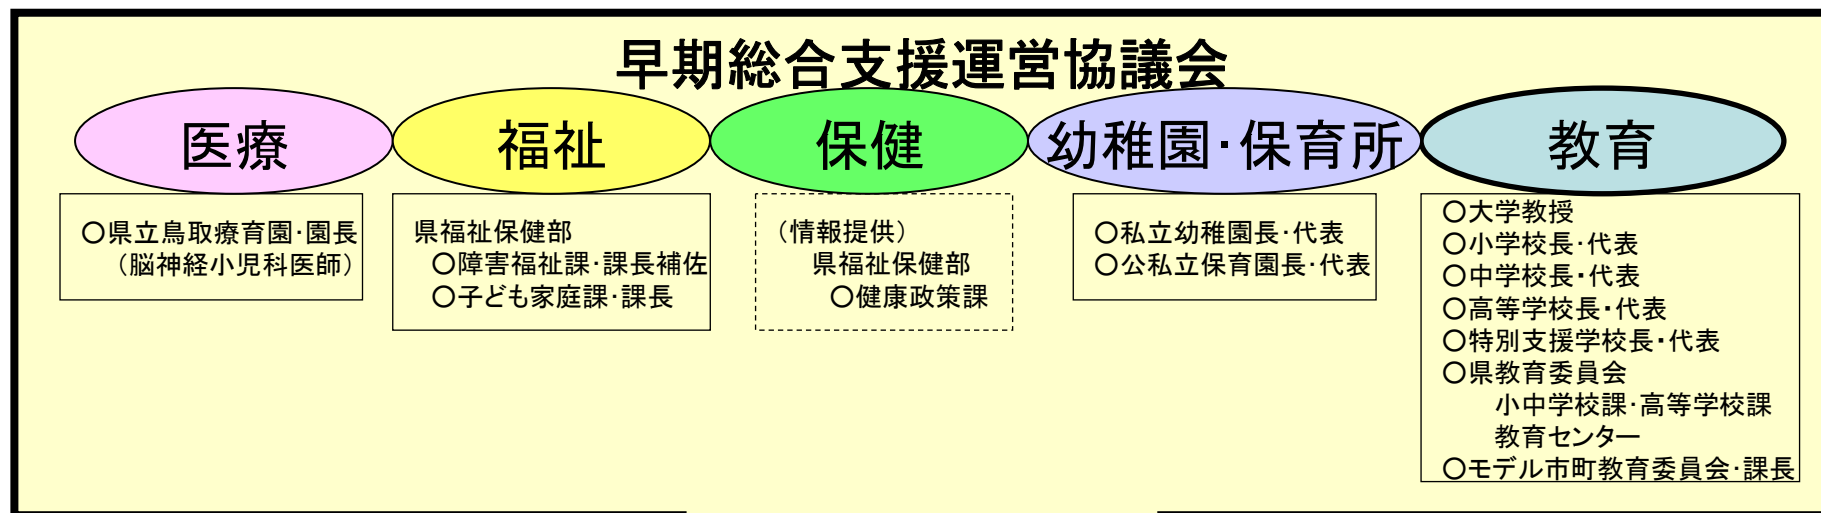 早期総合支援運営協議会
医療
○県立鳥取療育園・園長
（脳神経小児科医師）
福祉
県福祉保健部
○障害福祉課・課長補佐
○子ども家庭課・課長
保健
（情報提供）
県福祉保健部
○健康政策課
幼稚園・保育所
○私立幼稚園長・代表
○公私立保育園長・代表
教育
○大学教授
○小学校長・代表
○中学校長・代表
○高等学校長・代表
○特別支援学校長・代表
○県教育委員会
小中学校課・高等学校課
教育センター
○モデル市町教育委員会・課長